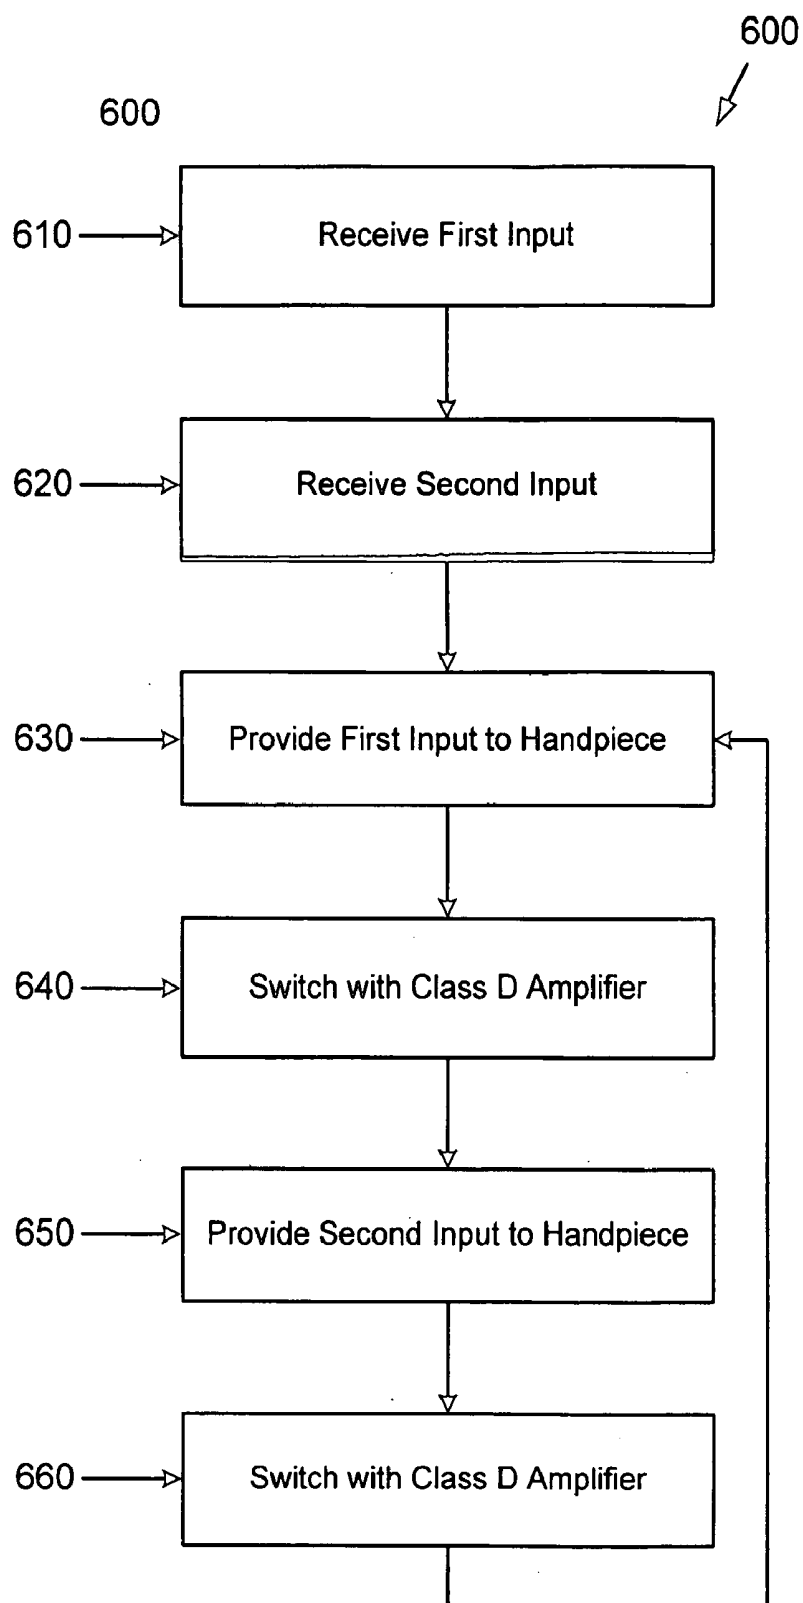 600
600
610
Receive First Input
620
Receive Second Input
630
Provide First Input to Handpiece
640
Switch with Class D Amplifier
650
Provide Second Input to Handpiece
660
Switch with Class D Amplifier